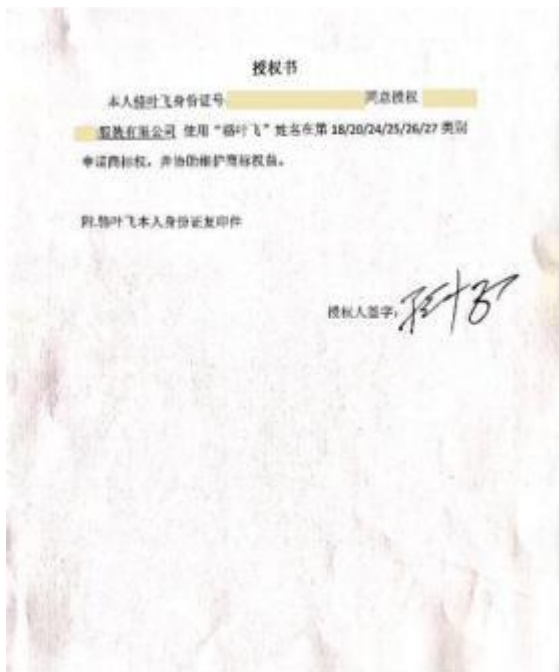 授权书
本人叶飞身份证号 同意授权
服饰有限公司 使用“叶飞”姓名在第 18/20/24/25/26/27 类别
申请商标权，并协助维护商标权益。
附:叶飞本人身份证复印件
授权人签字: